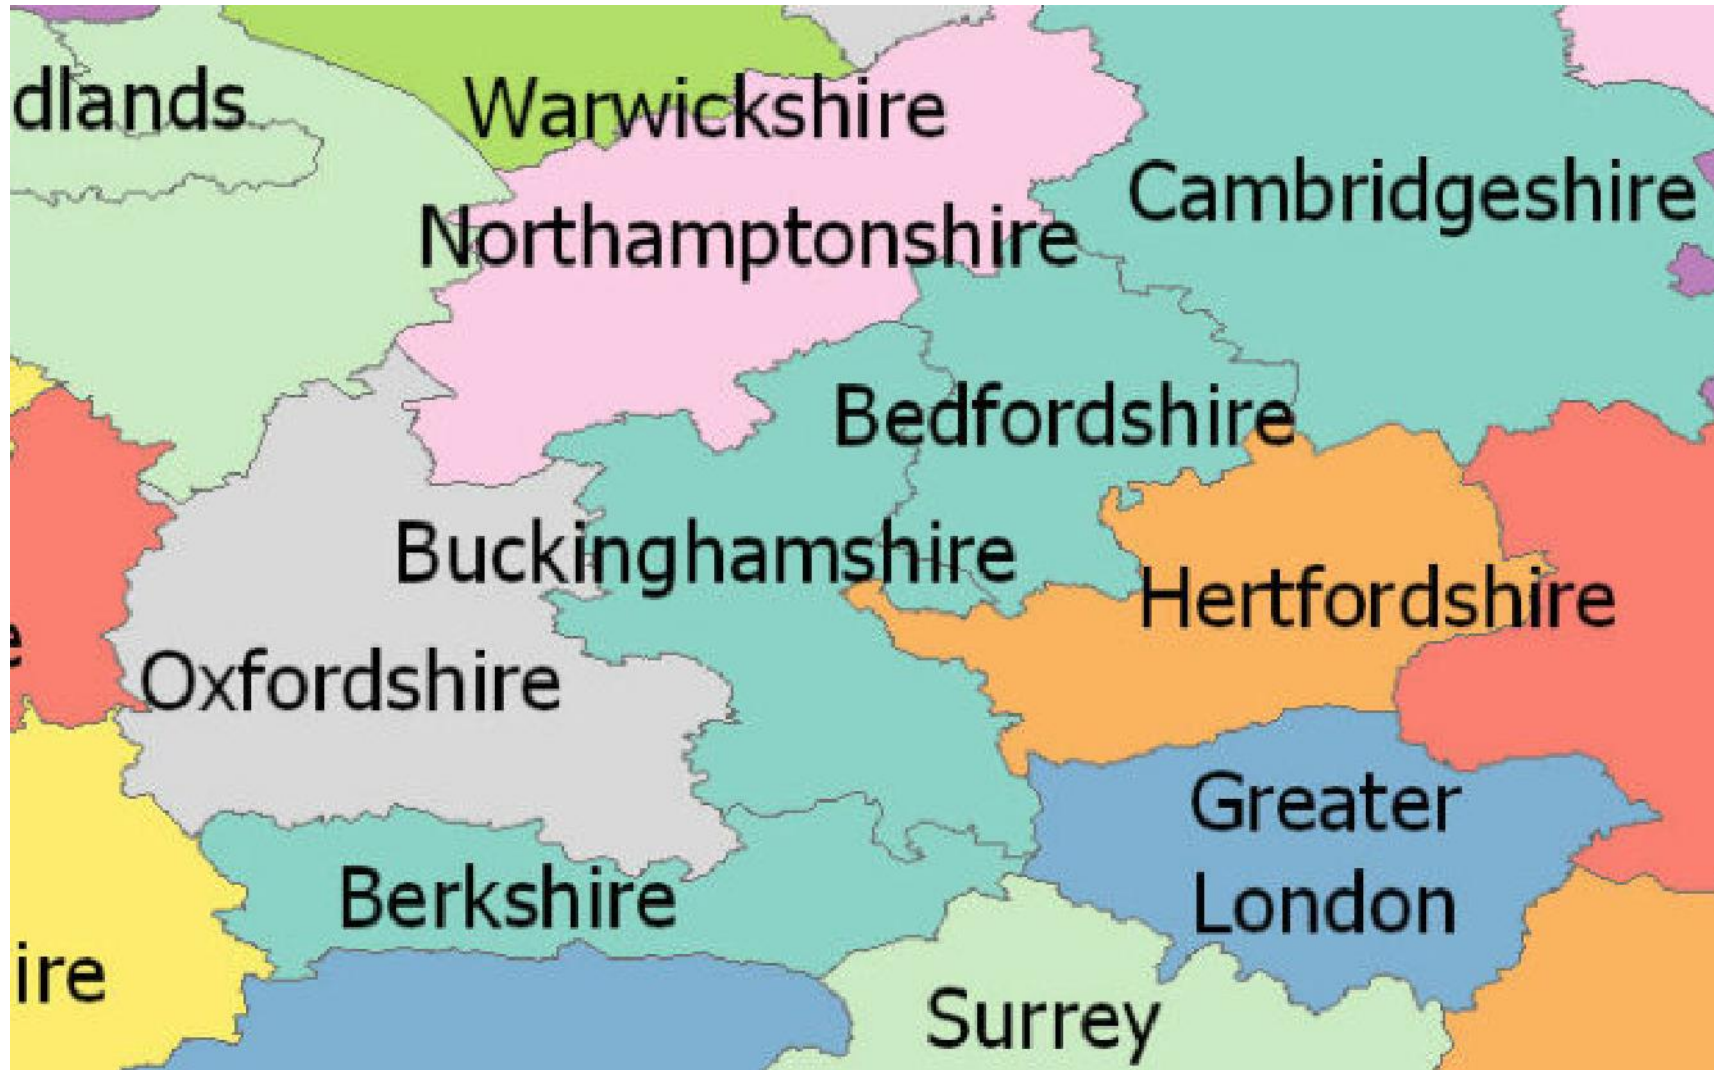 dlands
Warwickshire
Cambridgeshire
Northamptonshire
Bedfordshire
Buckinghamshire
Hertfordshire
e
Oxfordshire
Greater
London
Berkshire
ire
Surrey